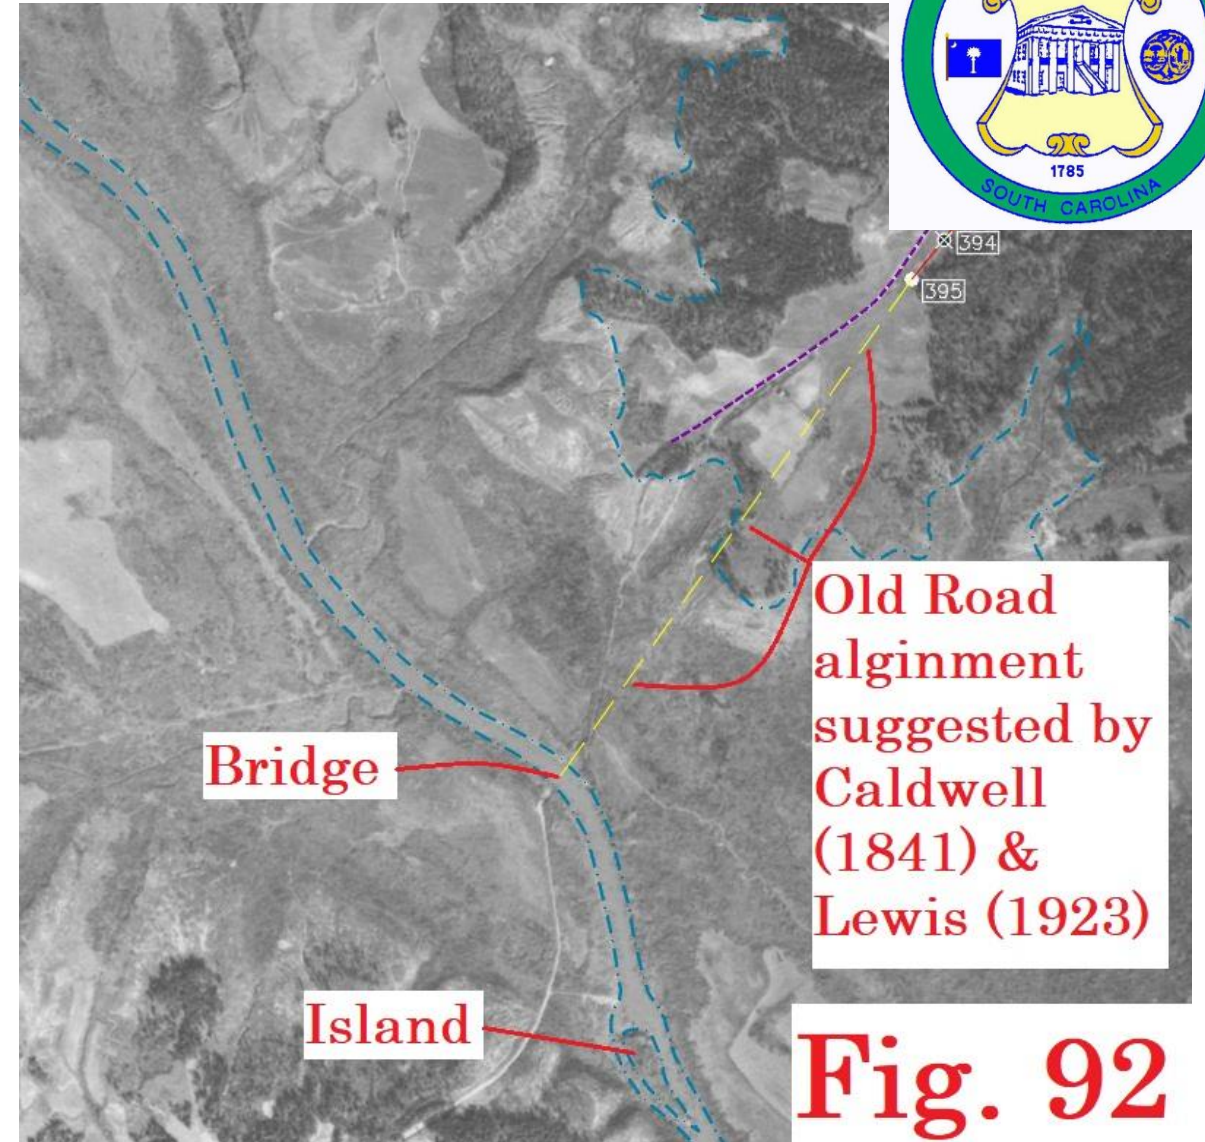 1785
SOUTH CAROLINA
394
395
Old Road
alginment
suggested by
Caldwell
(1841) &
Lewis (1923)
Bridge
Island
Fig. 92